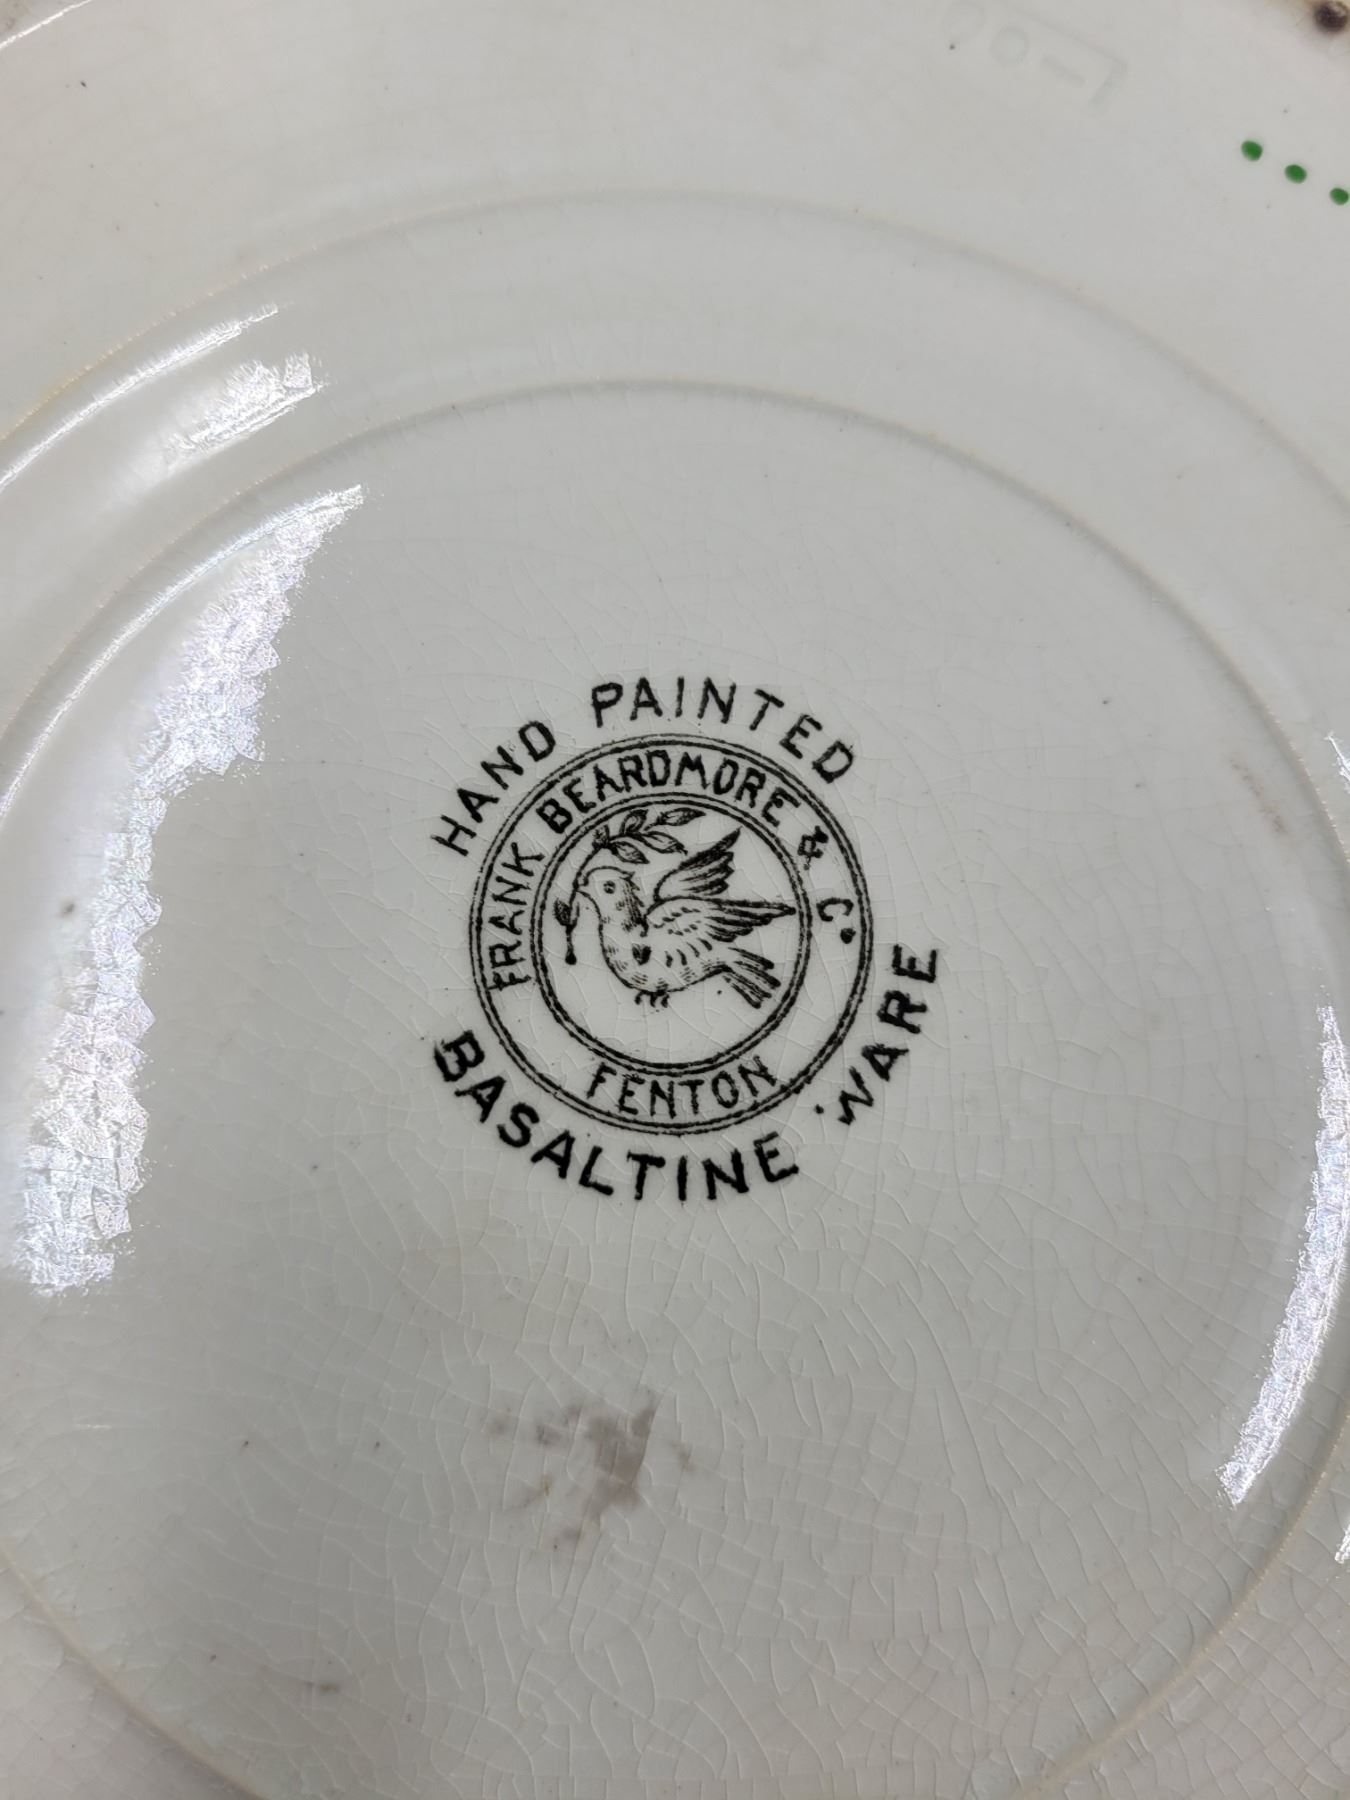 HAND PAINTED
FRANK BEARDMORE & Co.
FENTON
BASALTINE WARE